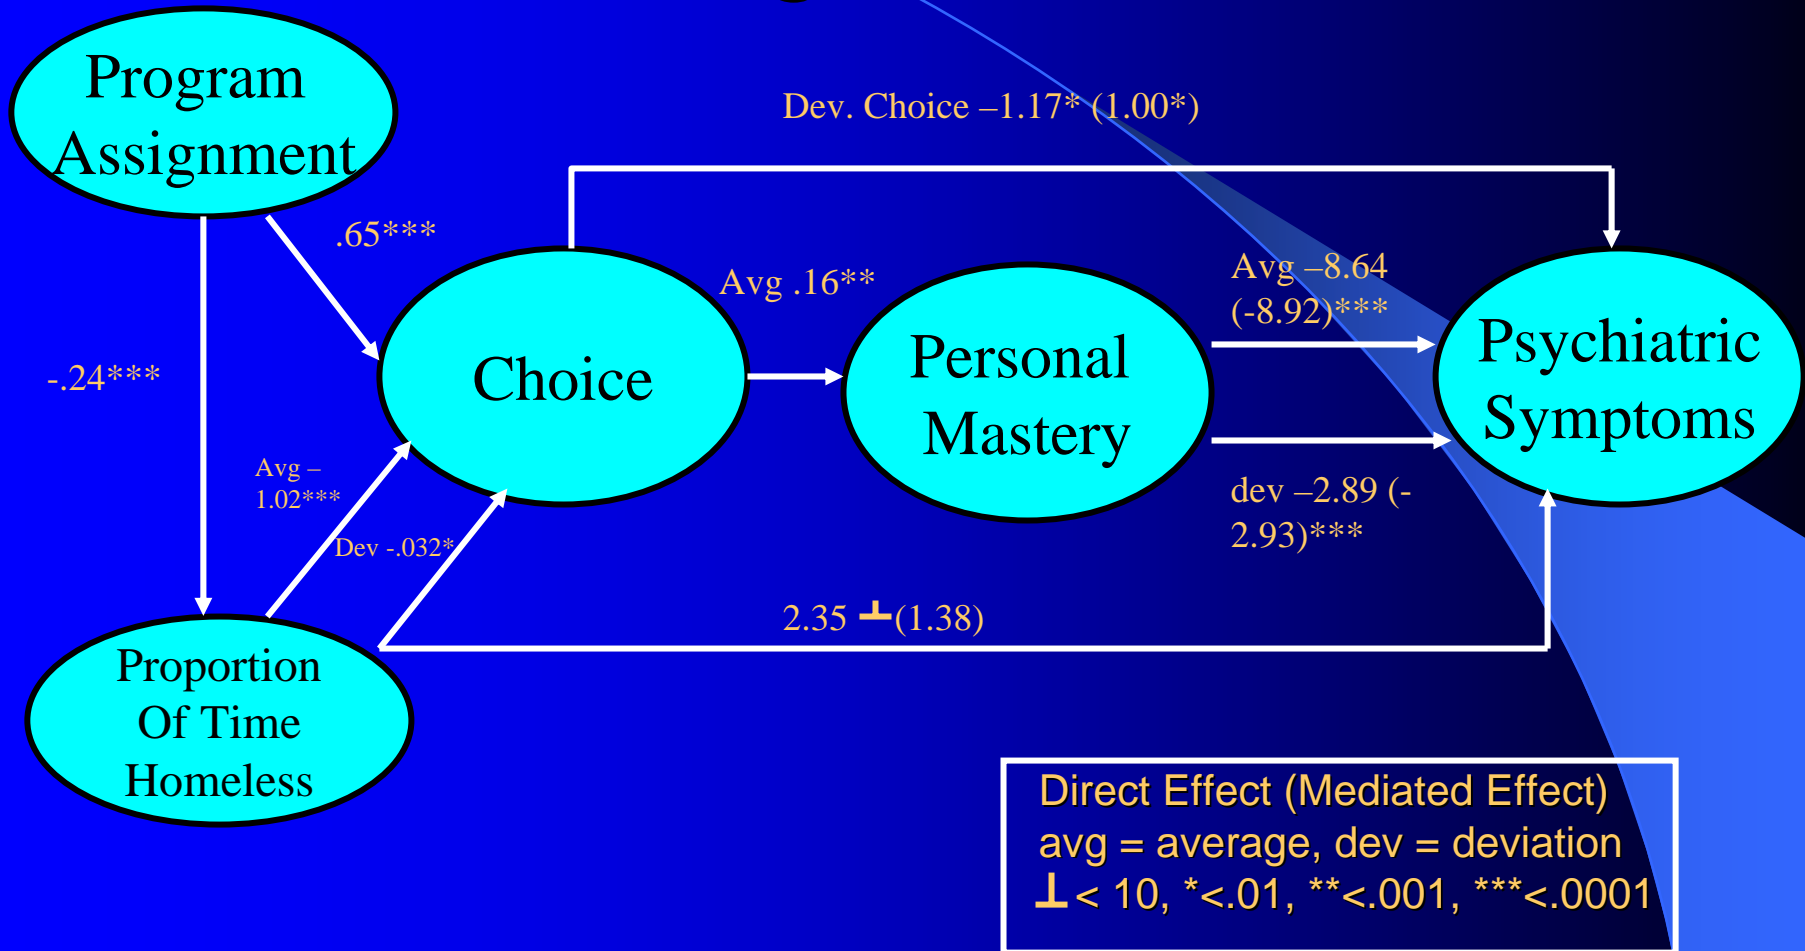 Program
Assignment
Dev. Choice –1.17* (1.00*)
.65***
Avg .16**
Avg –8.64
(-8.92)***
-.24***
Choice
Personal
Mastery
Psychiatric
Symptoms
Avg –
1.02***
Dev -.032*
dev –2.89 (-
2.93)***
2.35 ┻ (1.38)
Proportion
Of Time
Homeless
Direct Effect (Mediated Effect)
avg = average, dev = deviation
┻ < 10, *<.01, **<.001, ***<.0001